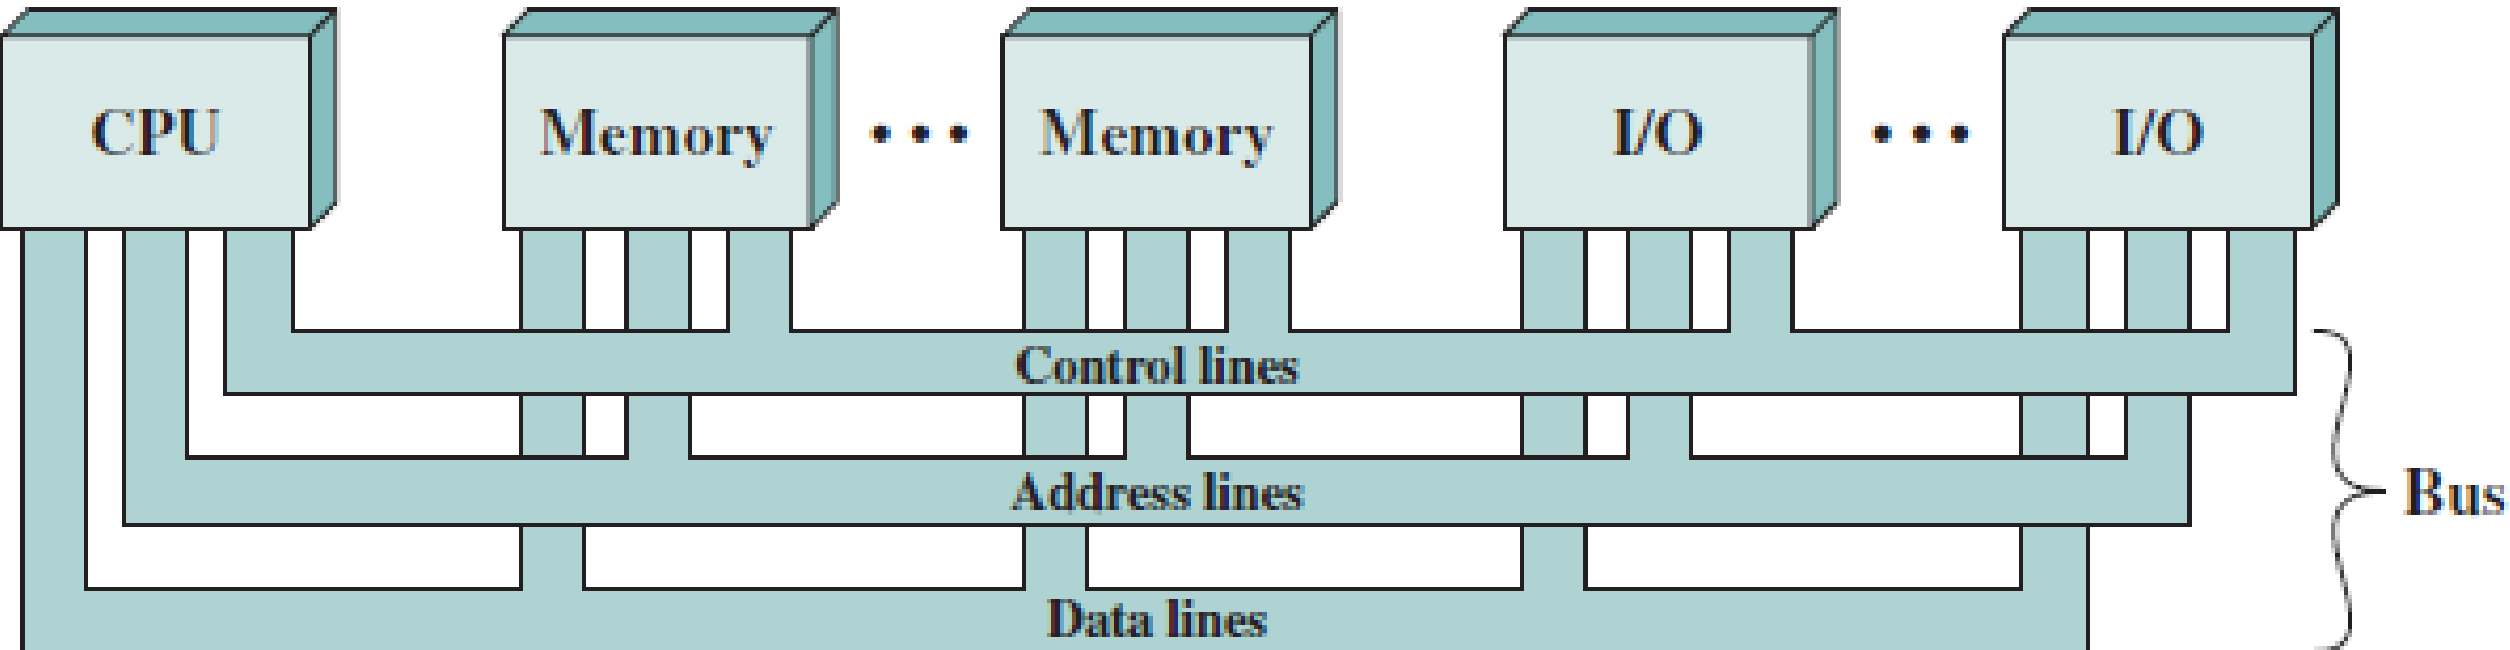 CPU
Memory
• • •
Memory
I/O
• • •
I/O
Control lines
Address lines
Bus
Data lines